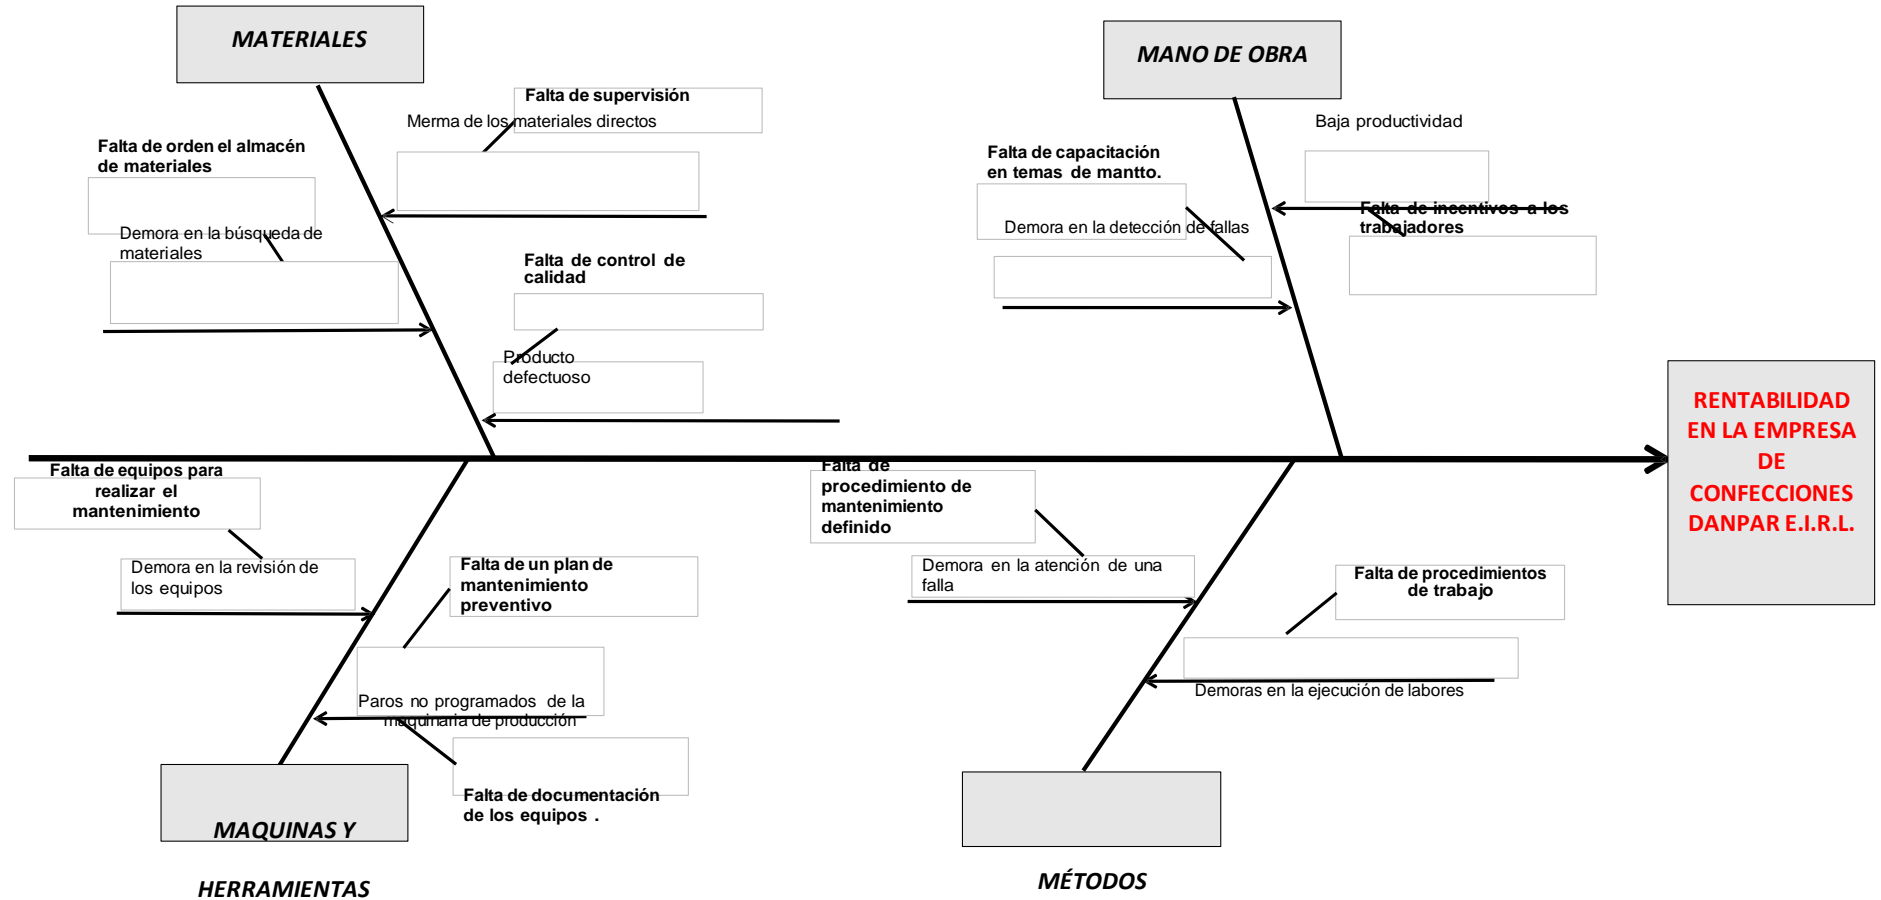 MATERIALES
MANO DE OBRA
Falta de supervisión
Merma de los materiales directos
Falta de orden el almacén
de materiales
Demora en la búsqueda de
materiales
Falta de control de
calidad
Producto
defectuoso
Baja productividad
Falta de capacitación
en temas de mantto.
Demora en la detección de fallas
Falta de incentivos a los
trabajadores
RENTABILIDAD
EN LA EMPRESA
DE
CONFECCIONES
DANPAR E.I.R.L.
Falta de equipos para
realizar el
mantenimiento
Demora en la revisión de
los equipos
Falta de un plan de
mantenimiento
preventivo
Paros no programados de la
maquinaria de producción
Falta de documentación
de los equipos .
MAQUINAS Y
HERRAMIENTAS
Falta de
procedimiento de
mantenimiento
definido
Demora en la atención de una
falla
Falta de procedimientos
de trabajo
Demoras en la ejecución de labores
MÉTODOS